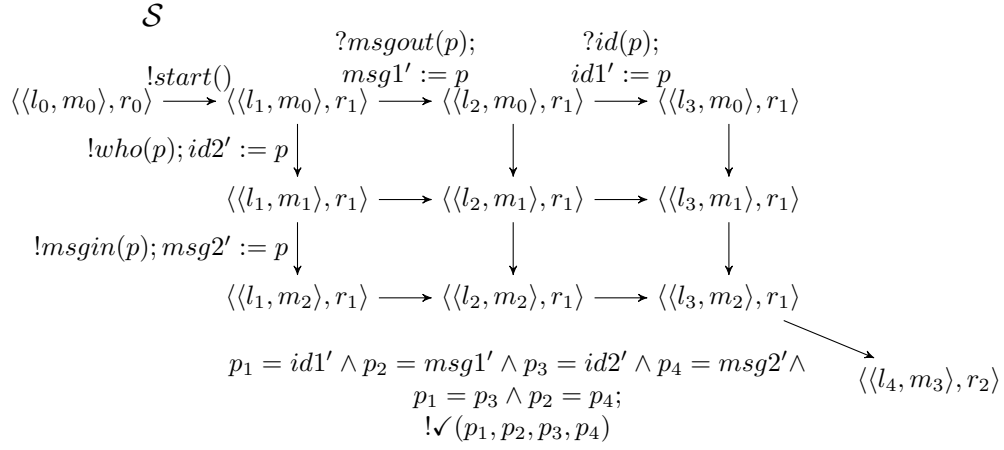 𝒮
?msgout(p); ?id(p);
!start() msg1′ := p id1′ := p
⟨⟨l₀, m₀⟩, r₀⟩ ⟨⟨l₁, m₀⟩, r₁⟩ ⟨⟨l₂, m₀⟩, r₁⟩ ⟨⟨l₃, m₀⟩, r₁⟩
!who(p); id2′ := p
⟨⟨l₁, m₁⟩, r₁⟩ ⟨⟨l₂, m₁⟩, r₁⟩ ⟨⟨l₃, m₁⟩, r₁⟩
!msgin(p); msg2′ := p
⟨⟨l₁, m₂⟩, r₁⟩ ⟨⟨l₂, m₂⟩, r₁⟩ ⟨⟨l₃, m₂⟩, r₁⟩
p₁ = id1′ ∧ p₂ = msg1′ ∧ p₃ = id2′ ∧ p₄ = msg2′∧
⟨⟨l₄, m₃⟩, r₂⟩
p₁ = p₃ ∧ p₂ = p₄;
!✓(p₁, p₂, p₃, p₄)